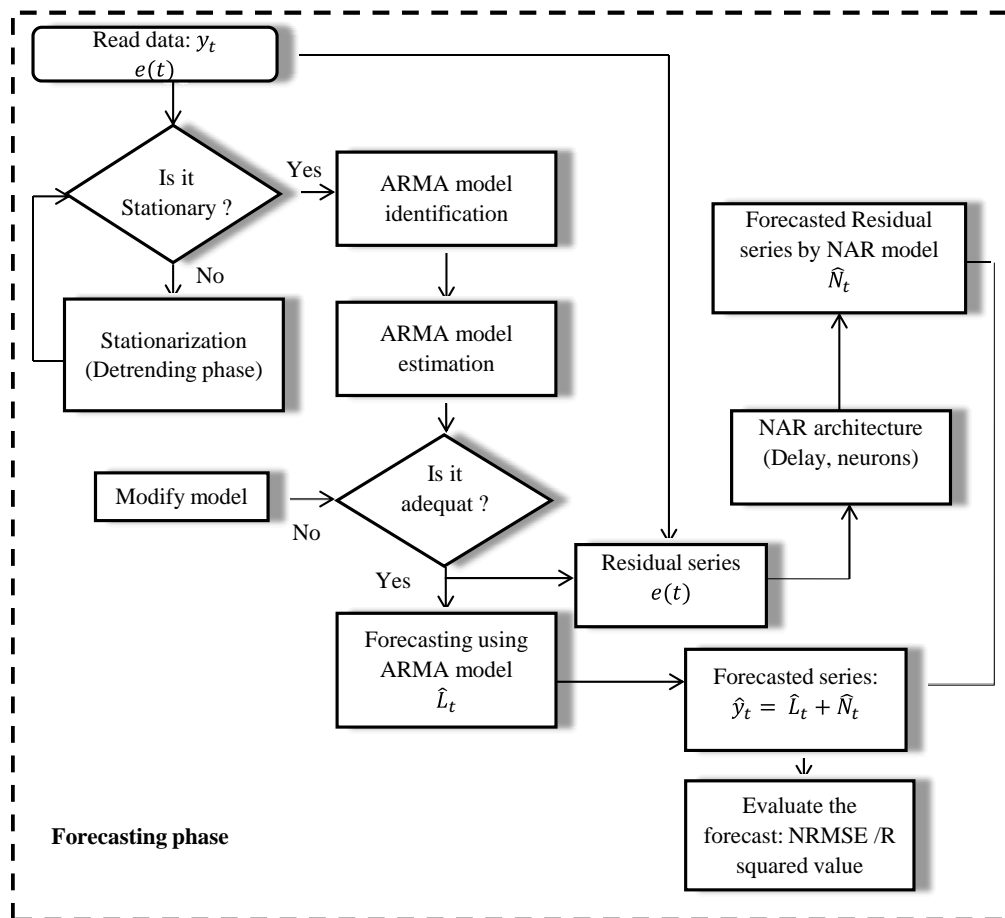 Read data: y_t
e(t)
Is it
Stationary ?
Yes
No
Stationarization
(Detrending phase)
ARMA model
identification
ARMA model
estimation
Is it
adequat ?
Modify model
No
Yes
Forecasting using
ARMA model
L̂_t
Residual series
e(t)
NAR architecture
(Delay, neurons)
Forecasted Residual
series by NAR model
N̂_t
Forecasted series:
ŷ_t = L̂_t + N̂_t
Evaluate the
forecast: NRMSE /R
squared value
Forecasting phase